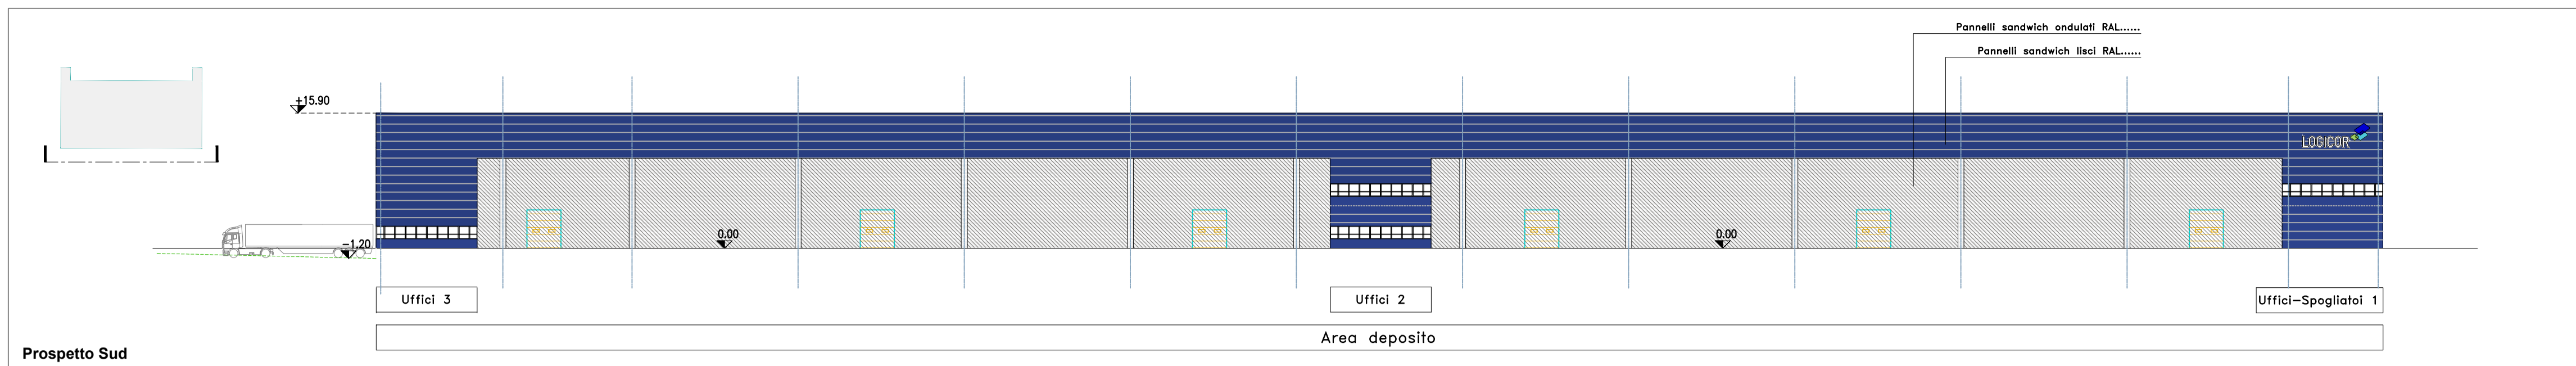 Pannelli sandwich ondulati RAL......
Pannelli sandwich lisci RAL......
+15.90
LOGICOR
-1.20
0.00
0.00
Uffici 3
Uffici 2
Uffici-Spogliatoi 1
Area deposito
Prospetto Sud